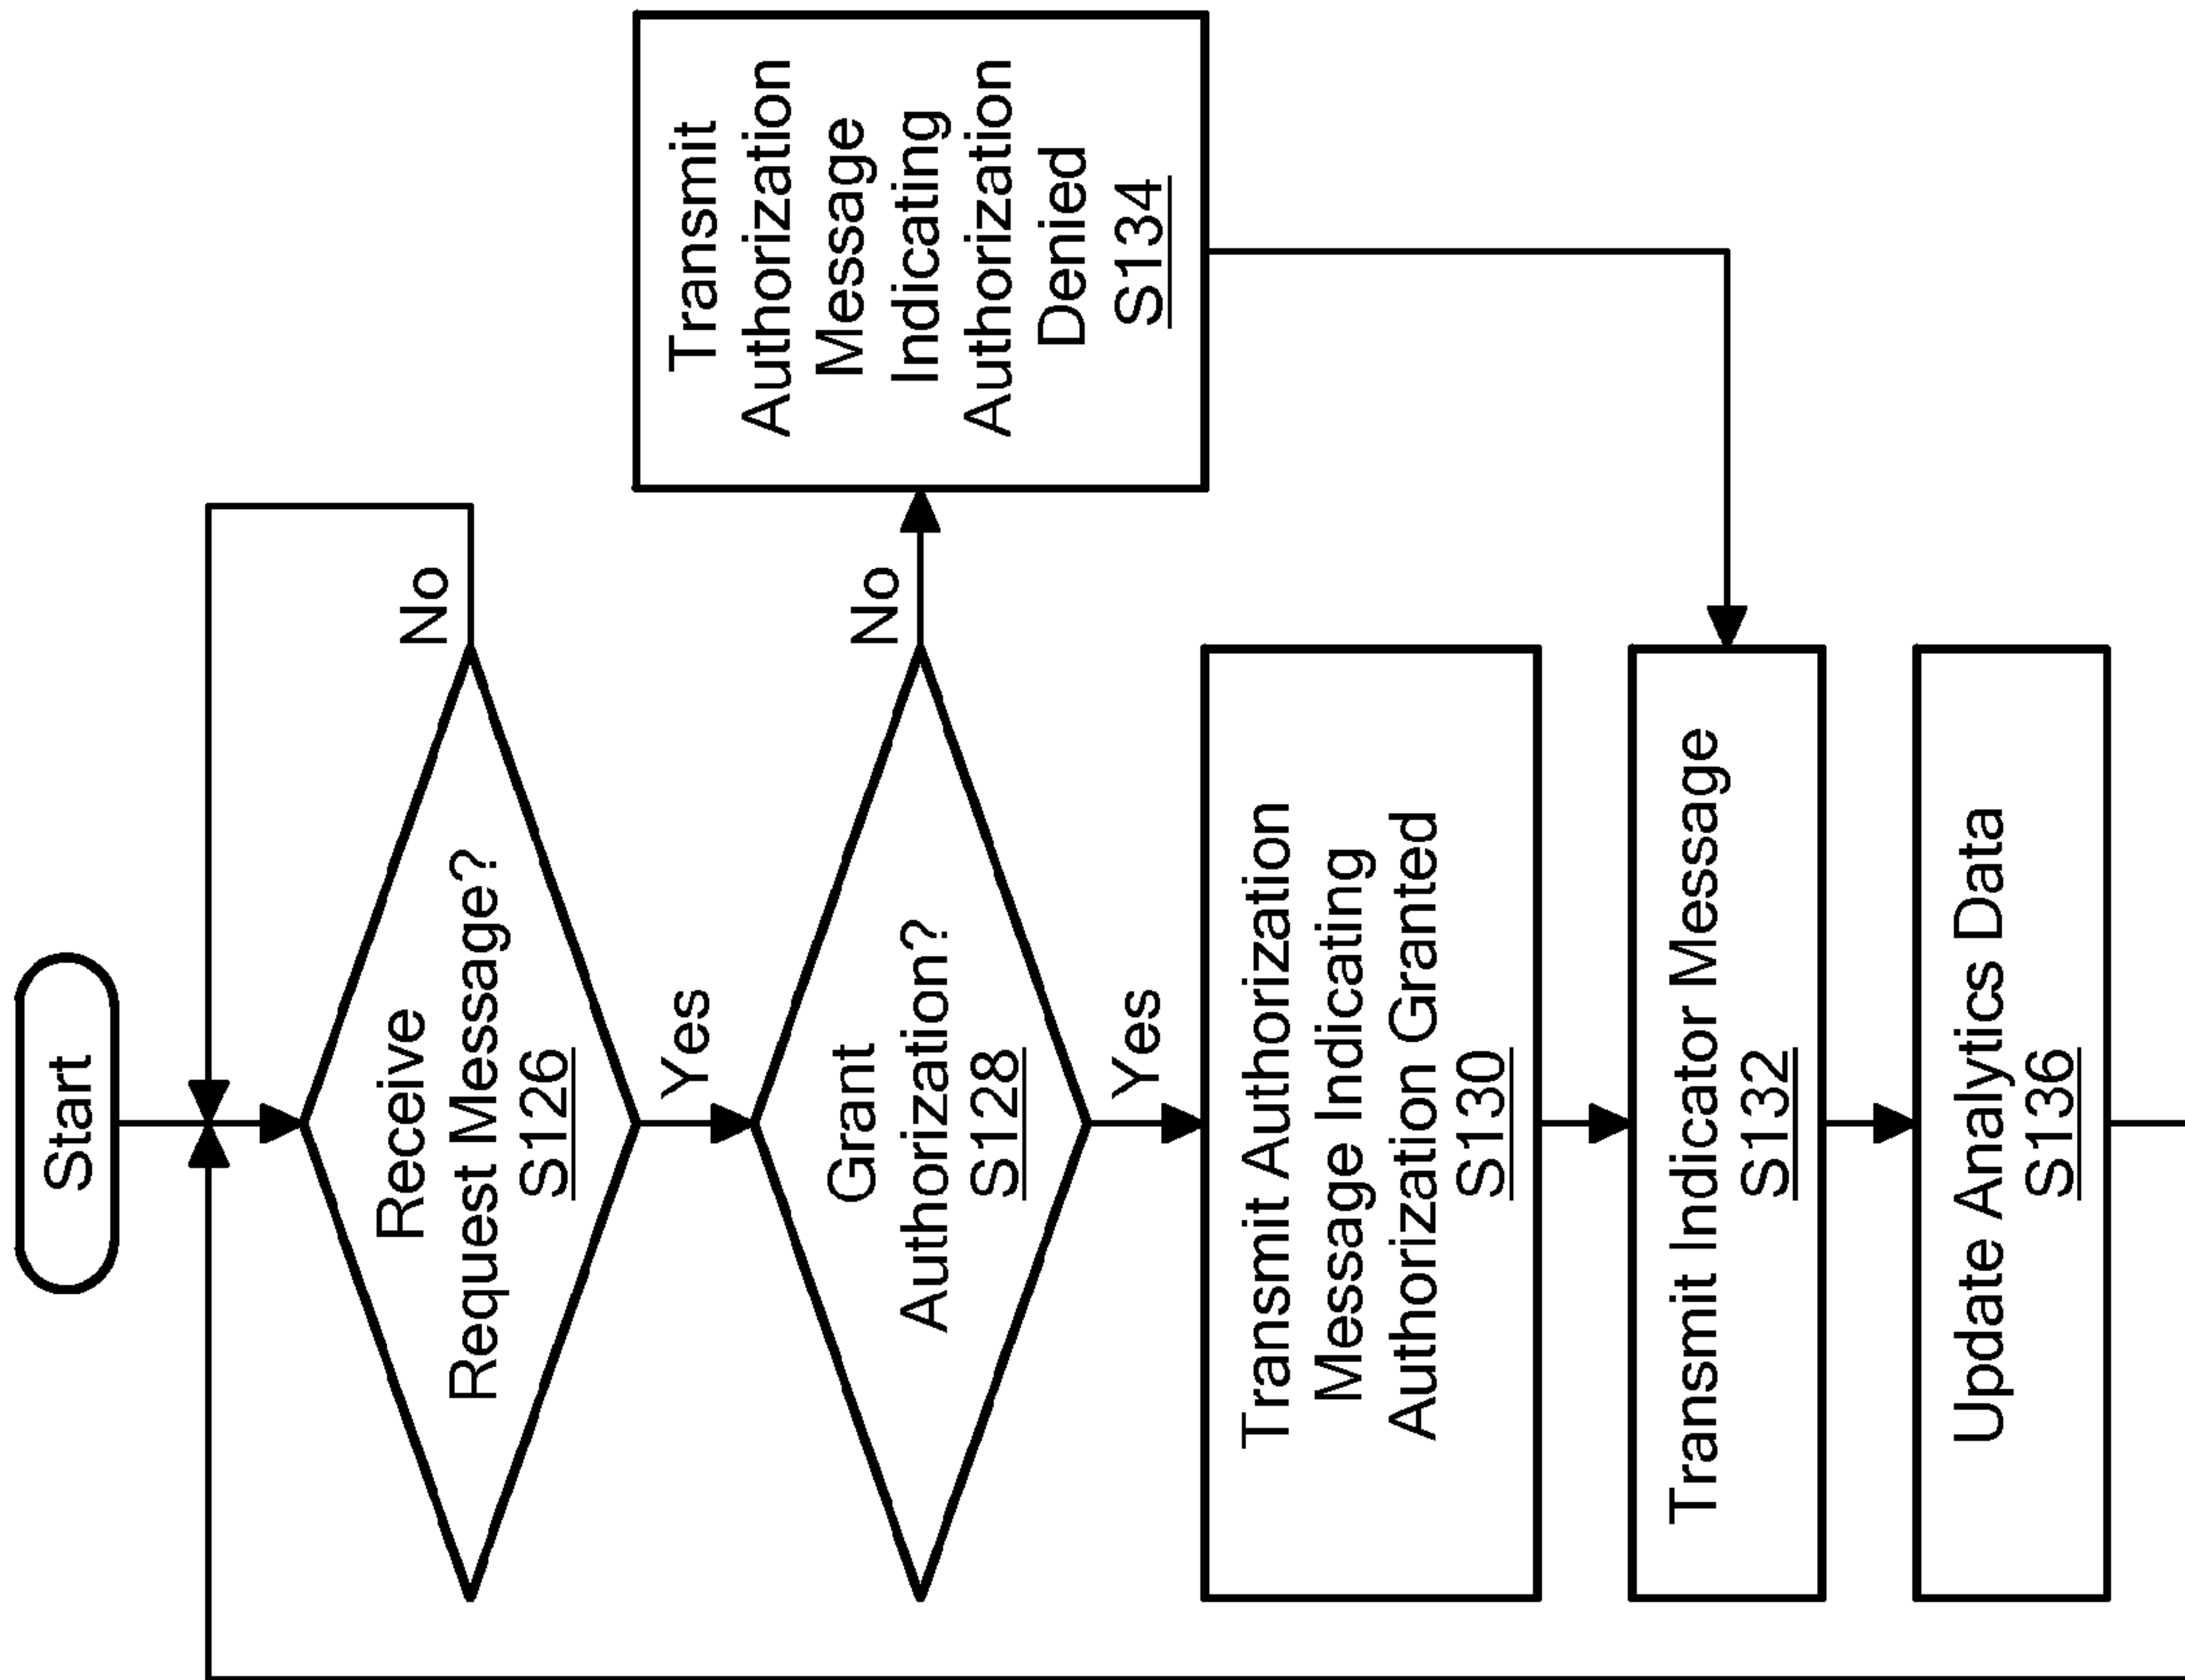 Start
Receive
Request Message?
S126
No
Yes
Grant
Authorization?
S128
No
Transmit
Authorization
Message
Indicating
Authorization
Denied
S134
Yes
Transmit Authorization
Message Indicating
Authorization Granted
S130
Transmit Indicator Message
S132
Update Analytics Data
S136